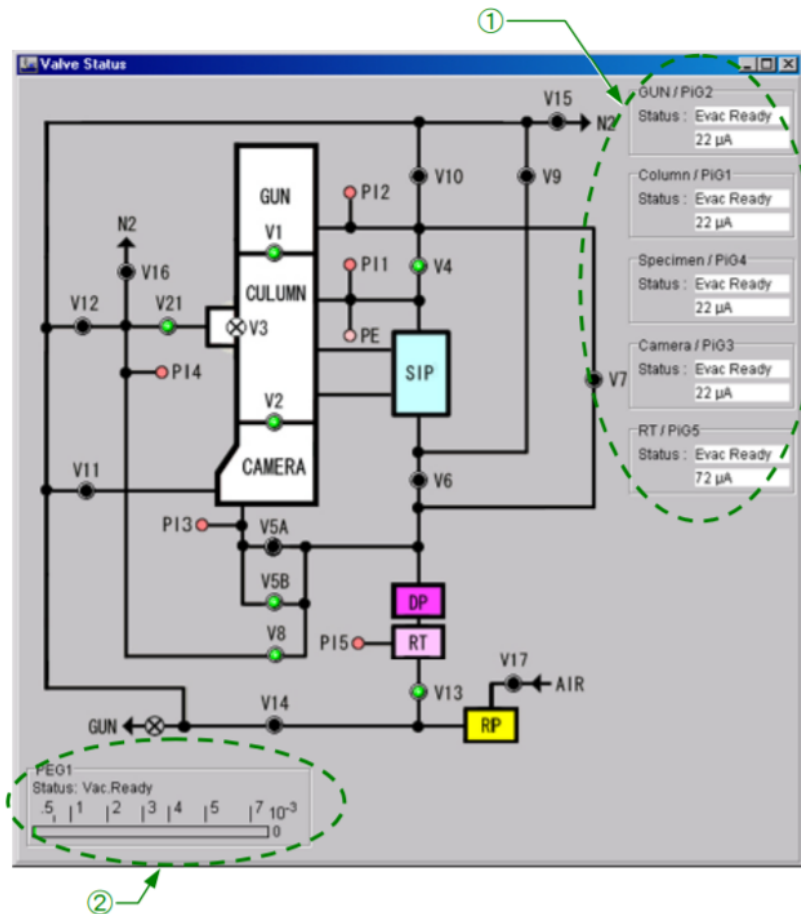 ①
Valve Status
GUN / PiG2
Status : Evac Ready
22 µA
Column / PiG1
Status : Evac Ready
22 µA
Specimen / PiG4
Status : Evac Ready
22 µA
Camera / PiG3
Status : Evac Ready
22 µA
RT / PiG5
Status : Evac Ready
72 µA
V15
N2
V10
V9
GUN
PI2
N2
V1
V16
PI1
V4
V12
V21
CULUMN
V3
PE
PI4
SIP
V7
V2
V11
CAMERA
V6
PI3
V5A
V5B
DP
V8
PI5
RT
V17
V13
AIR
V14
GUN
RP
PEG1
Status: Vac.Ready
.5 1 2 3 4 5 7 10-3
0
②